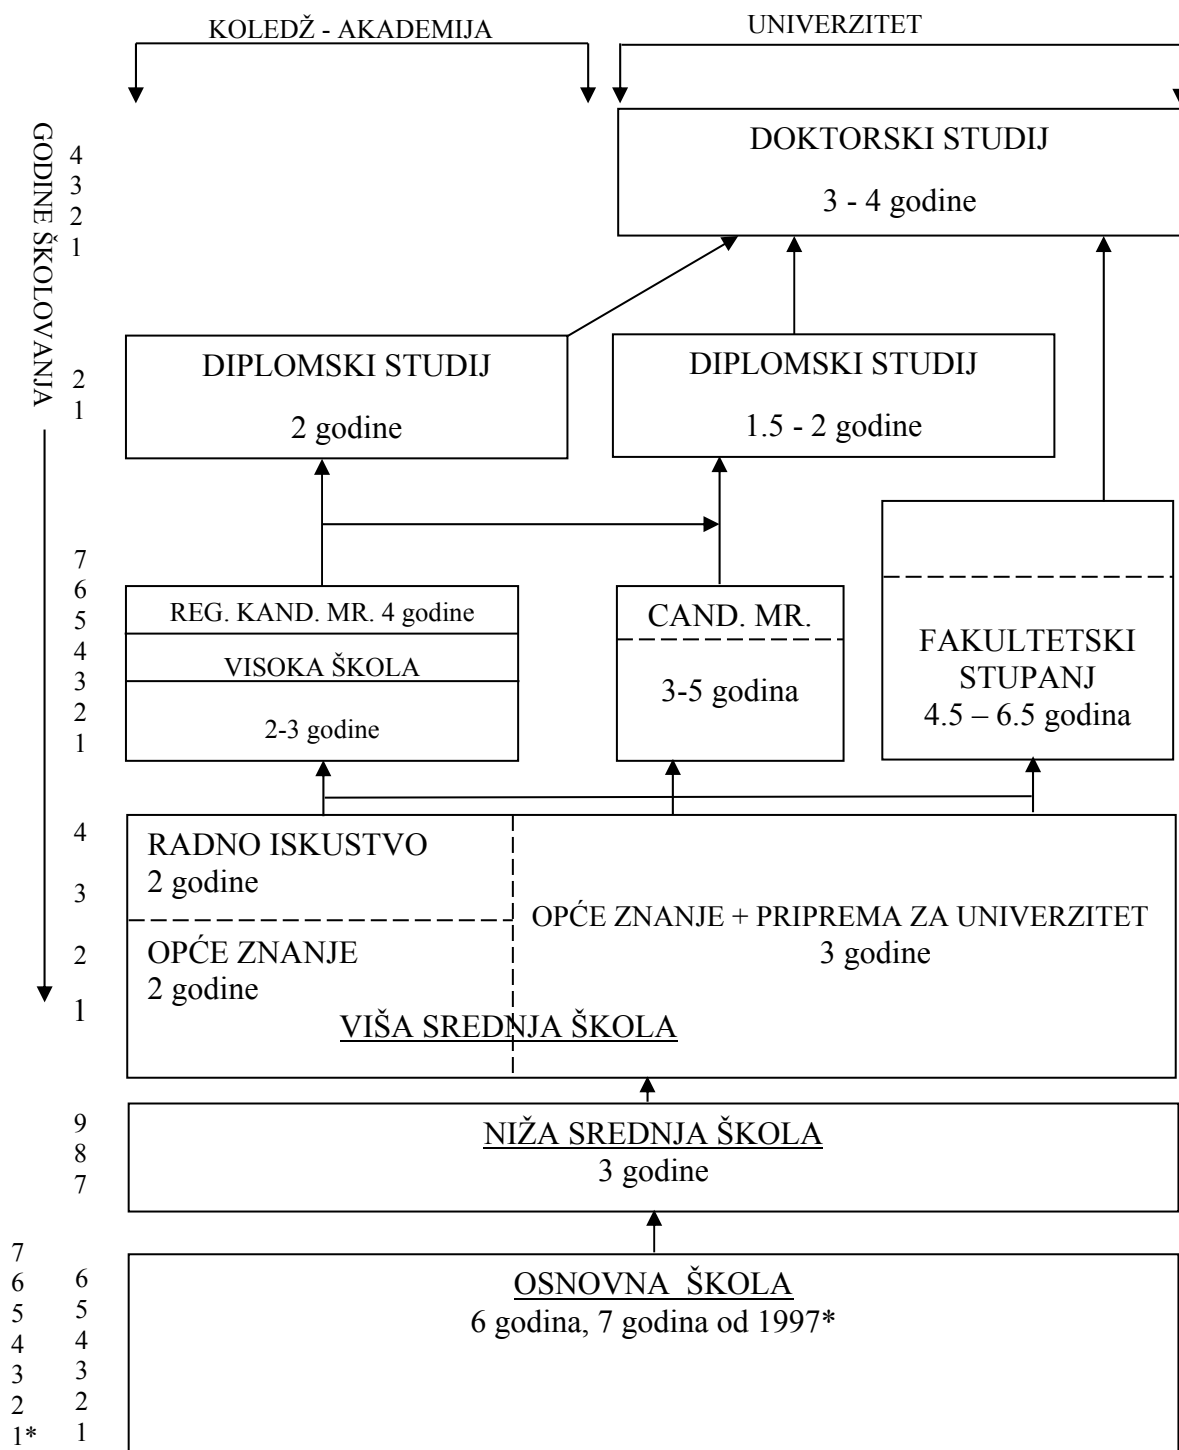 KOLEDŽ - AKADEMIJA
UNIVERZITET
GODINE ŠKOLOVANJA
4
3
2
1
DOKTORSKI STUDIJ
3 - 4 godine
2
1
DIPLOMSKI STUDIJ
2 godine
DIPLOMSKI STUDIJ
1.5 - 2 godine
7
6
5
4
3
2
1
REG. KAND. MR. 4 godine
VISOKA ŠKOLA
2-3 godine
CAND. MR.
3-5 godina
FAKULTETSKI
STUPANJ
4.5 – 6.5 godina
4
3
2
1
RADNO ISKUSTVO
2 godine
OPĆE ZNANJE
2 godine
OPĆE ZNANJE + PRIPREMA ZA UNIVERZITET
3 godine
VIŠA SREDNJA ŠKOLA
9
8
7
NIŽA SREDNJA ŠKOLA
3 godine
7
6
5
4
3
2
1*
6
5
4
3
2
1
OSNOVNA ŠKOLA
6 godina, 7 godina od 1997*